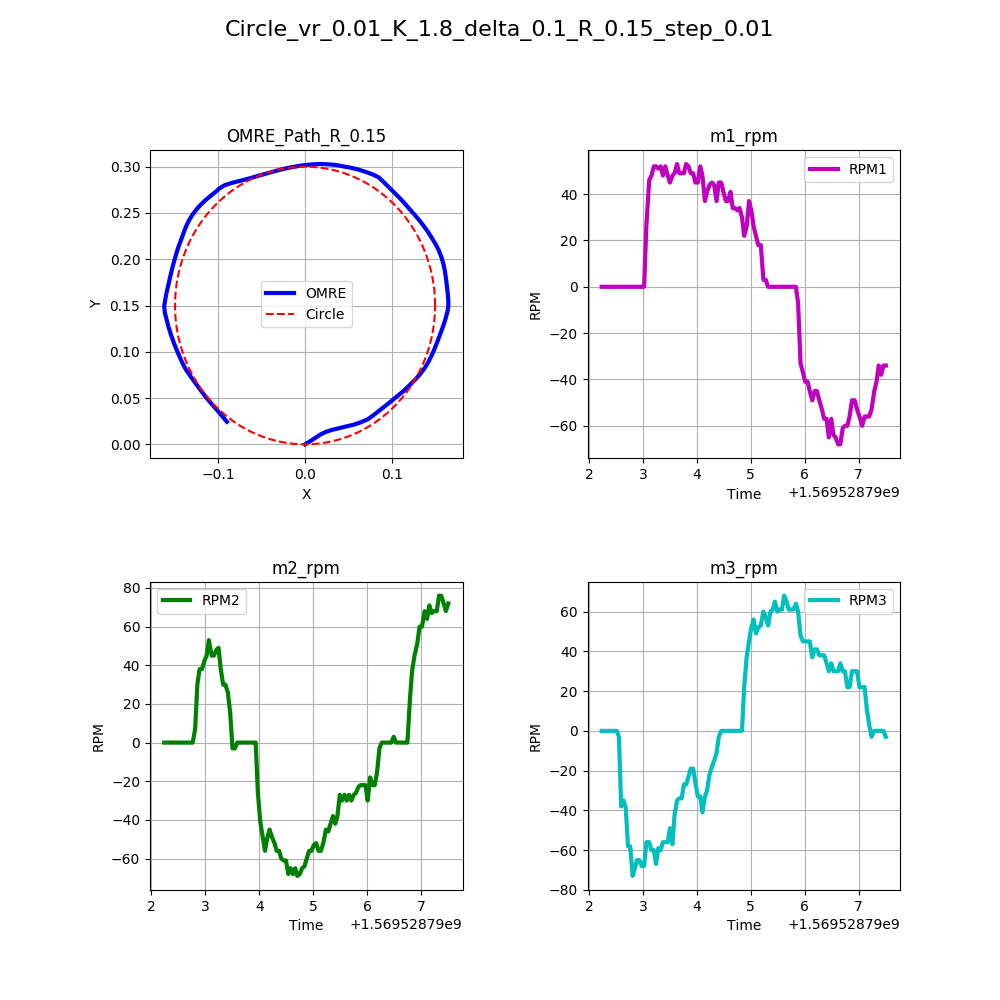 Circle_vr_0.01_K_1.8_delta_0.1_R_0.15_step_0.01
OMRE_Path_R_0.15
0.30
0.25
0.20
0.15
0.10
0.05
0.00
Y
OMRE
Circle
−0.1
0.0
0.1
X
m1_rpm
RPM1
40
20
0
−20
−40
−60
RPM
2
3
4
5
6
7
Time
+1.56952879e9
m2_rpm
RPM2
80
60
40
20
0
−20
−40
−60
RPM
2
3
4
5
6
7
Time
+1.56952879e9
m3_rpm
RPM3
60
40
20
0
−20
−40
−60
−80
RPM
2
3
4
5
6
7
Time
+1.56952879e9